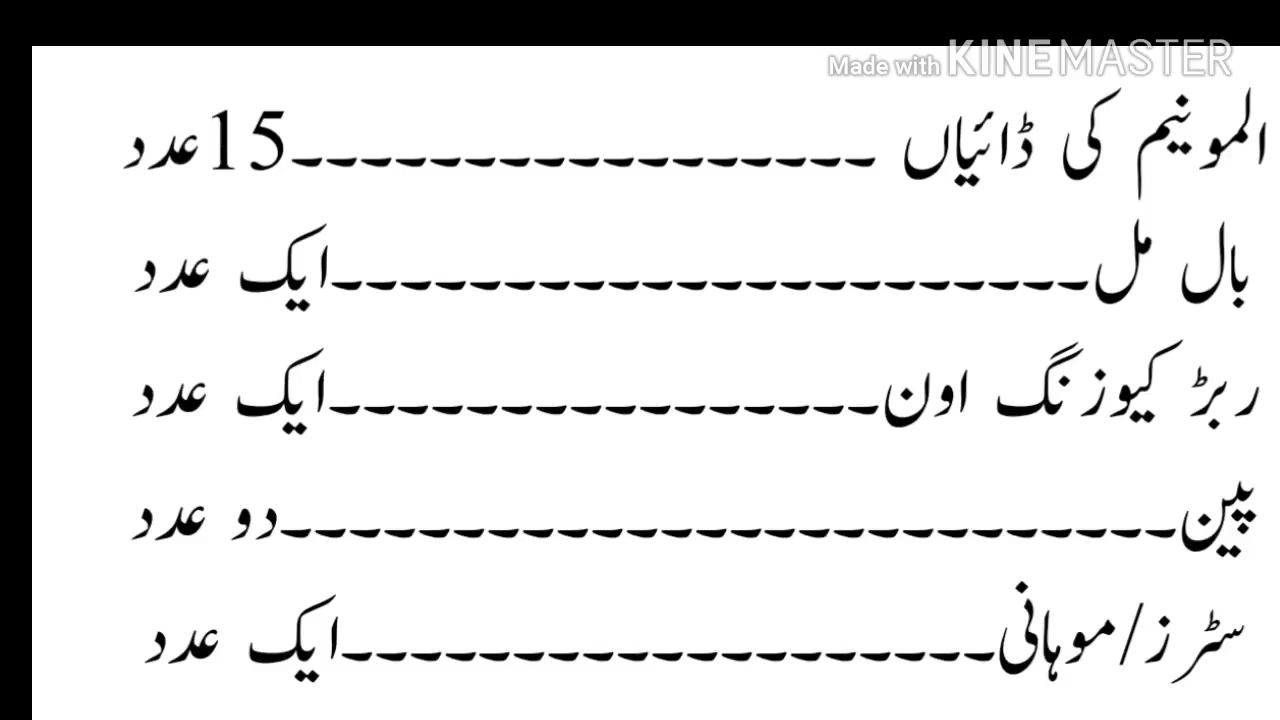 Made with KINEMASTER
المونیم کی ڈائیاں ۔۔۔۔۔۔۔۔۔۔۔۔۔۔۔۔۔15عدد
بال مل۔۔۔۔۔۔۔۔۔۔۔۔۔۔۔۔۔۔۔۔۔۔ایک عدد
ربڑ کیوزنگ اون۔۔۔۔۔۔۔۔۔۔۔۔۔۔۔۔ایک عدد
پپین۔۔۔۔۔۔۔۔۔۔۔۔۔۔۔۔۔۔۔۔۔۔۔۔۔۔دو عدد
سٹرز/موہانی۔۔۔۔۔۔۔۔۔۔۔۔۔۔۔۔۔۔۔ایک عدد